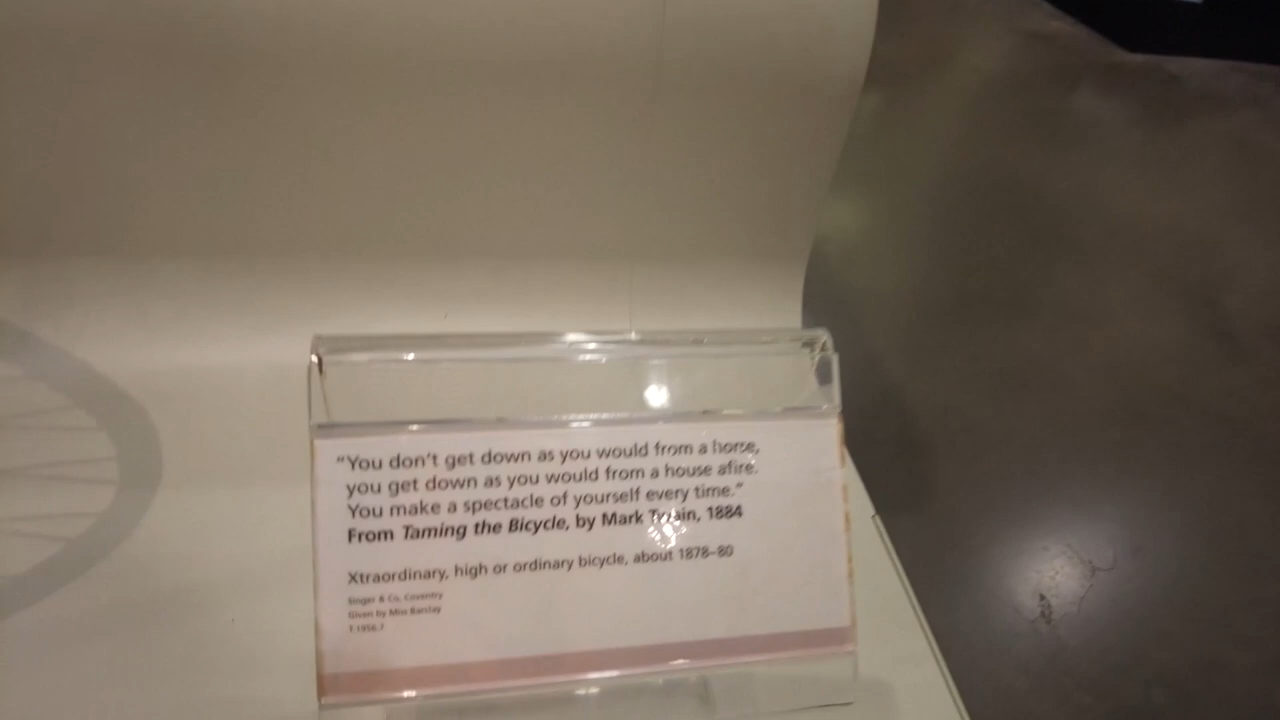 “You don’t get down as you would from a horse,
you get down as you would from a house afire.
You make a spectacle of yourself every time.”
From Taming the Bicycle, by Mark Twain, 1884
Xtraordinary, high or ordinary bicycle, about 1878–80
Singer & Co, Coventry
Given by Miss Barclay
T.1956.7